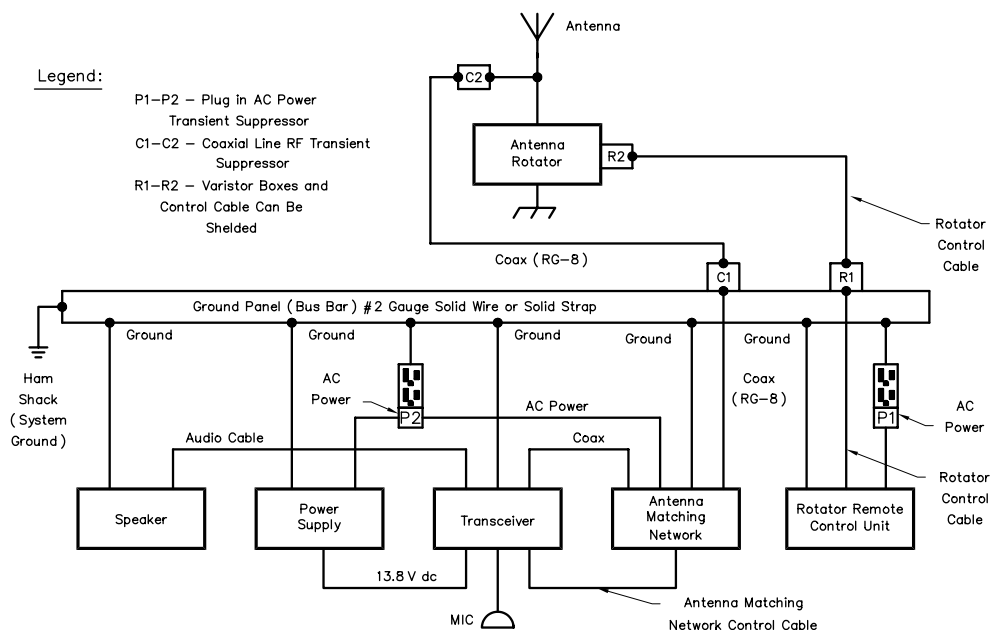 Antenna
Legend:
P1-P2 - Plug in AC Power
Transient Suppressor
C1-C2 - Coaxial Line RF Transient
Suppressor
R1-R2 - Varistor Boxes and
Control Cable Can Be
Shelded
C2
Antenna
Rotator
R2
Rotator
Control
Cable
Coax (RG-8)
C1
R1
Ground Panel (Bus Bar) #2 Gauge Solid Wire or Solid Strap
Ground
Ground
Ground
Ground
Ground
Ham
Shack
(System
Ground)
AC
Power
P2
AC Power
Coax
(RG-8)
P1
AC
Power
Audio Cable
Coax
Rotator
Control
Cable
Speaker
Power
Supply
Transceiver
Antenna
Matching
Network
Rotator Remote
Control Unit
13.8 V dc
MIC
Antenna Matching
Network Control Cable